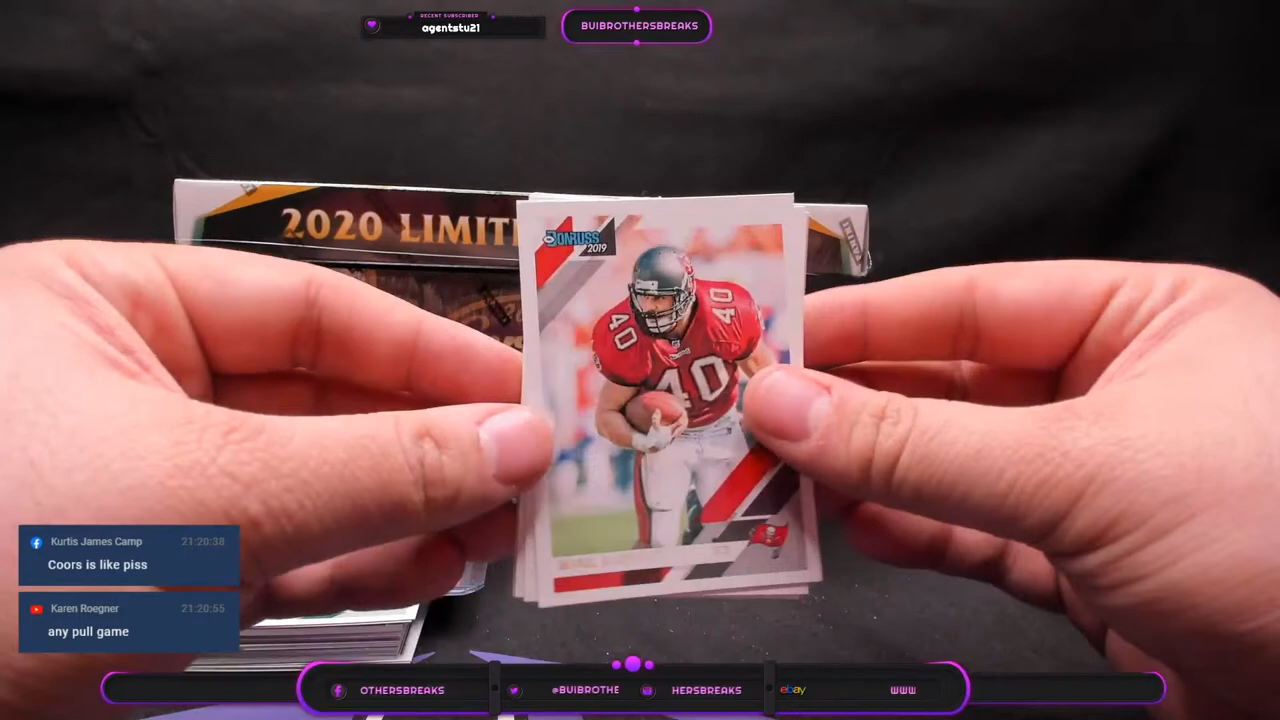 RECENT SUBSCRIBER
agentstu21
BUIBROTHERSBREAKS
2020 LIMIT
DONRUSS
2019
40
40
40
Kurtis James Camp 21:20:38
Coors is like piss
Karen Roegner 21:20:55
any pull game
OTHERSBREAKS
@BUIBROTHE
HERSBREAKS
ebay
WWW